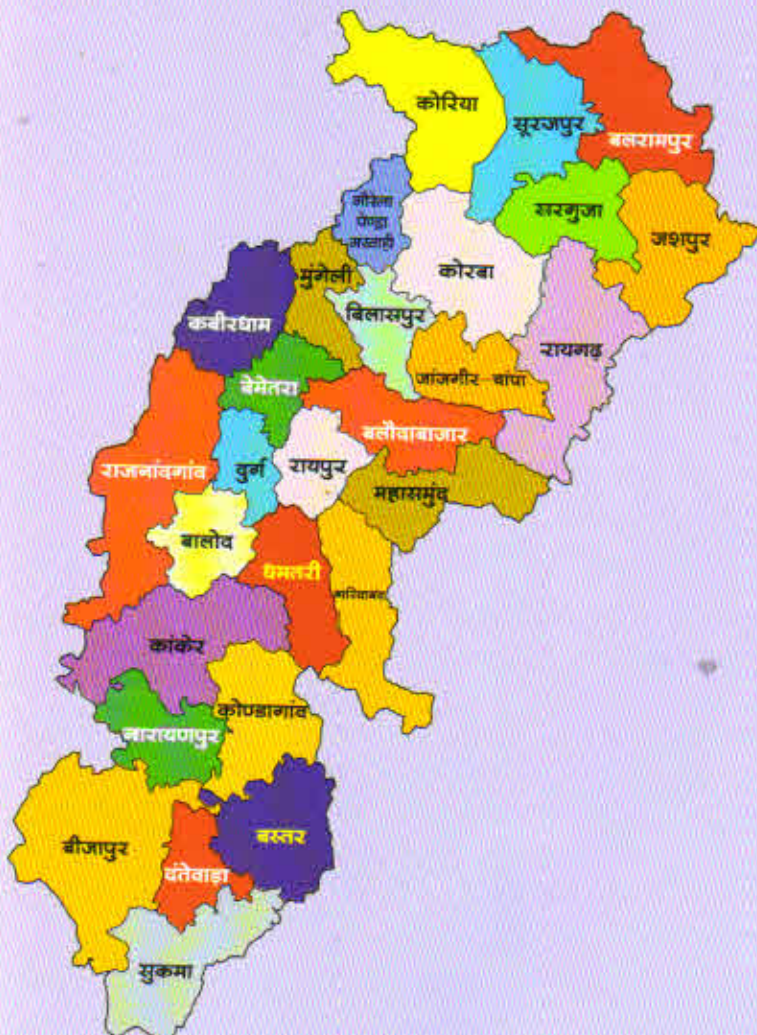 कोरिया
सूरजपुर
बलरामपुर
गौरेला
पेण्ड्रा
मरवाही
सरगुजा
जशपुर
कोरबा
मुंगेली
बिलासपुर
कबीरधाम
रायगढ़
जांजगीर-चांपा
बेमेतरा
बलौदाबाजार
राजनांदगांव
दुर्ग
रायपुर
महासमुंद
बालोद
धमतरी
गरियाबंद
कांकेर
कोण्डागांव
नारायणपुर
बीजापुर
बस्तर
दंतेवाड़ा
सुकमा